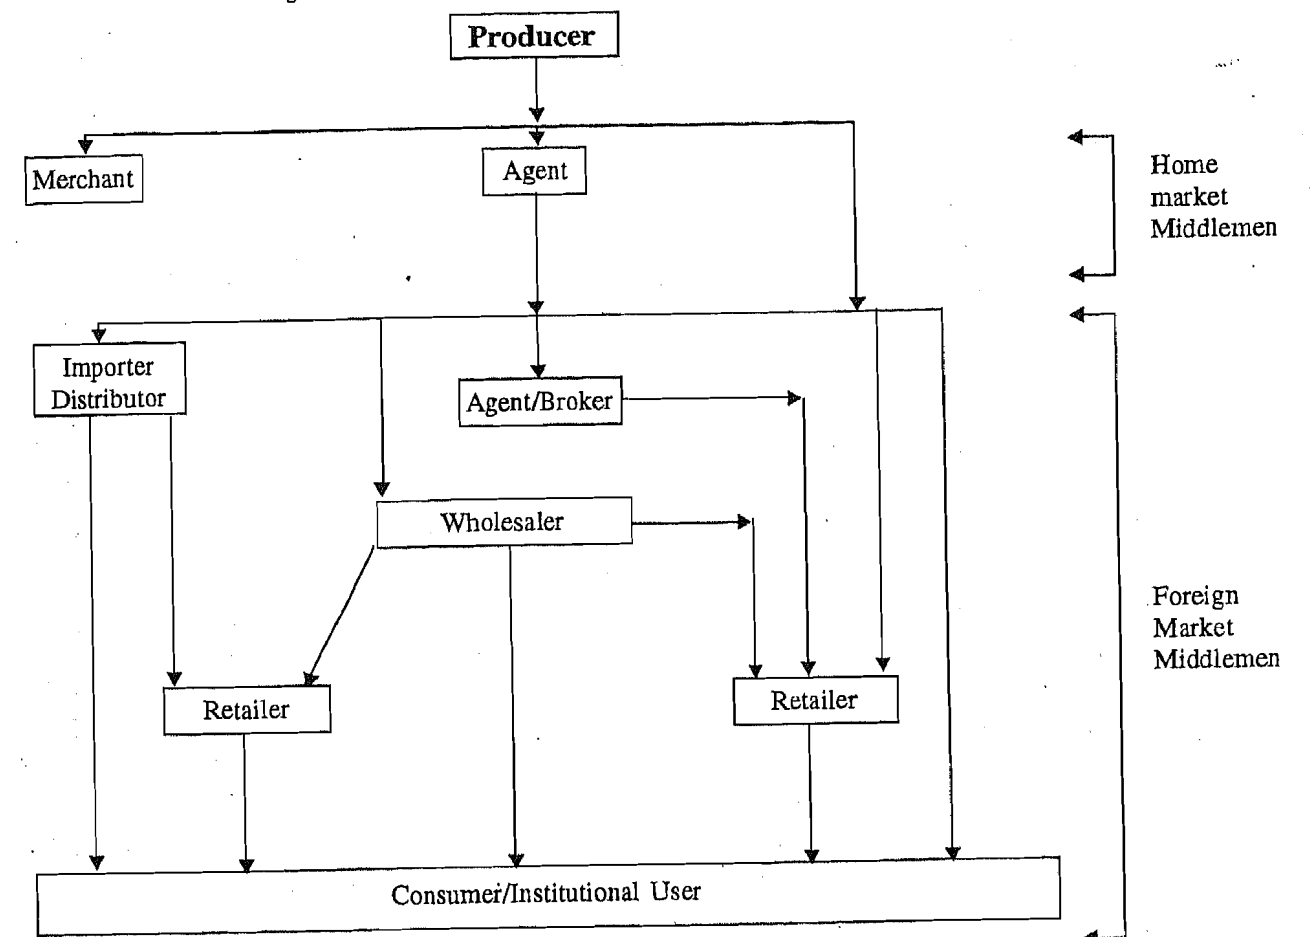 Producer
Merchant
Agent
Home
market
Middlemen
Importer
Distributor
Agent/Broker
Wholesaler
Foreign
Market
Middlemen
Retailer
Retailer
Consumer/Institutional User